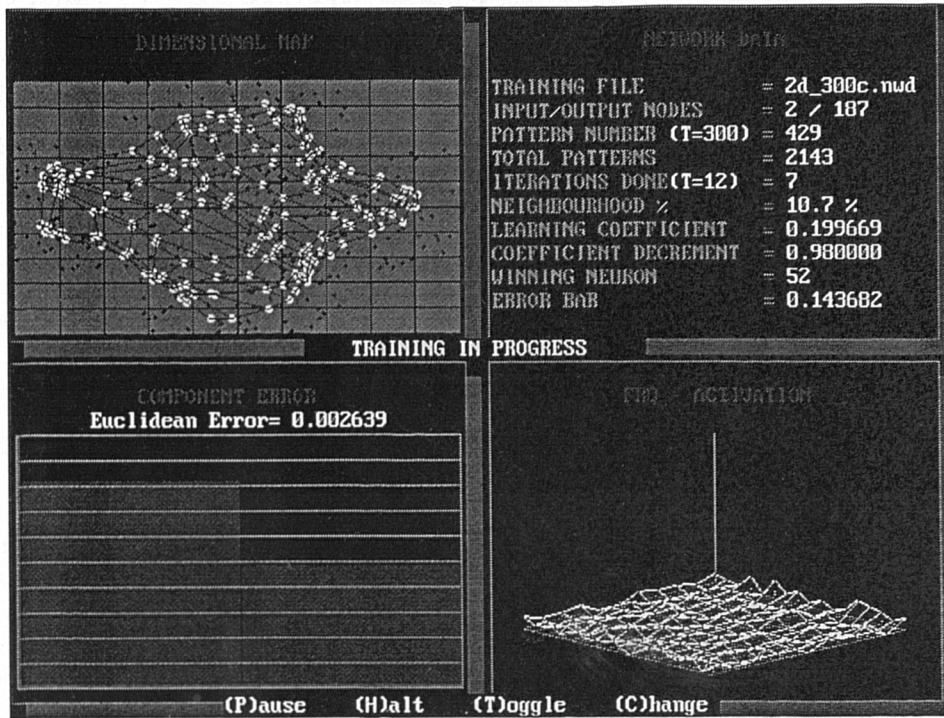 DIMENSIONAL MAP
NETWORK DATA
TRAINING FILE = 2d_300c.nwd
INPUT/OUTPUT NODES = 2 / 187
PATTERN NUMBER (T=300) = 429
TOTAL PATTERNS = 2143
ITERATIONS DONE(T=12) = 7
NEIGHBOURHOOD % = 10.7 %
LEARNING COEFFICIENT = 0.199669
COEFFICIENT DECREMENT = 0.980000
WINNING NEURON = 52
ERROR BAR = 0.143682
TRAINING IN PROGRESS
COMPONENT ERROR
Euclidean Error= 0.002639
ACTIVATION
(P)ause (H)alt (T)oggle (C)hange